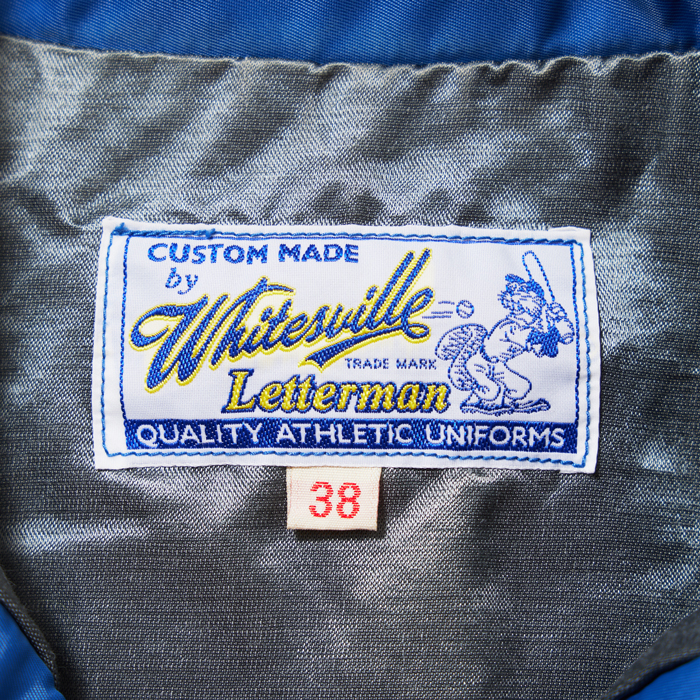 CUSTOM MADE
by
Whitesville
TRADE MARK
Letterman
QUALITY ATHLETIC UNIFORMS
38